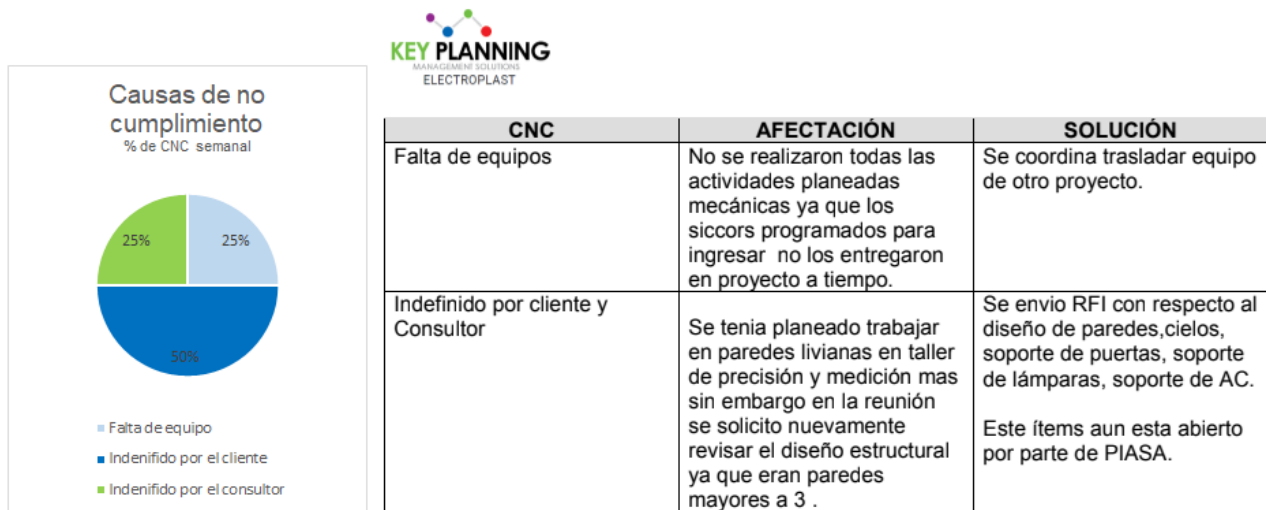 KEY PLANNING
MANAGEMENT SOLUTIONS
ELECTROPLAST
Causas de no
cumplimiento
% de CNC semanal
25%
25%
50%
Falta de equipo
Indenifido por el cliente
Indenifido por el consultor
CNC
AFECTACIÓN
SOLUCIÓN
Falta de equipos
No se realizaron todas las
actividades planeadas
mecánicas ya que los
siccors programados para
ingresar no los entregaron
en proyecto a tiempo.
Se coordina trasladar equipo
de otro proyecto.
Indefinido por cliente y
Consultor
Se tenia planeado trabajar
en paredes livianas en taller
de precisión y medición mas
sin embargo en la reunión
se solicito nuevamente
revisar el diseño estructural
ya que eran paredes
mayores a 3 .
Se envio RFI con respecto al
diseño de paredes,cielos,
soporte de puertas, soporte
de lámparas, soporte de AC.
Este ítems aun esta abierto
por parte de PIASA.